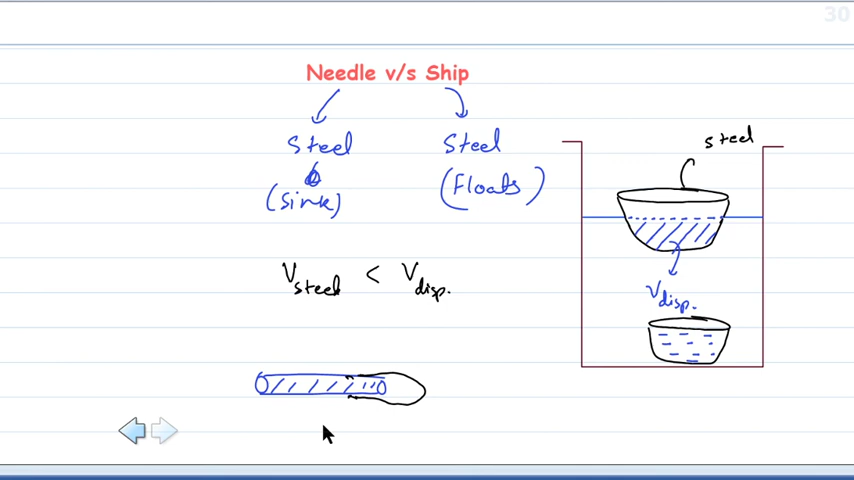 30
Needle v/s Ship
Steel Steel
(Sink) (Floats)
steel
V steel < V disp.
V disp.